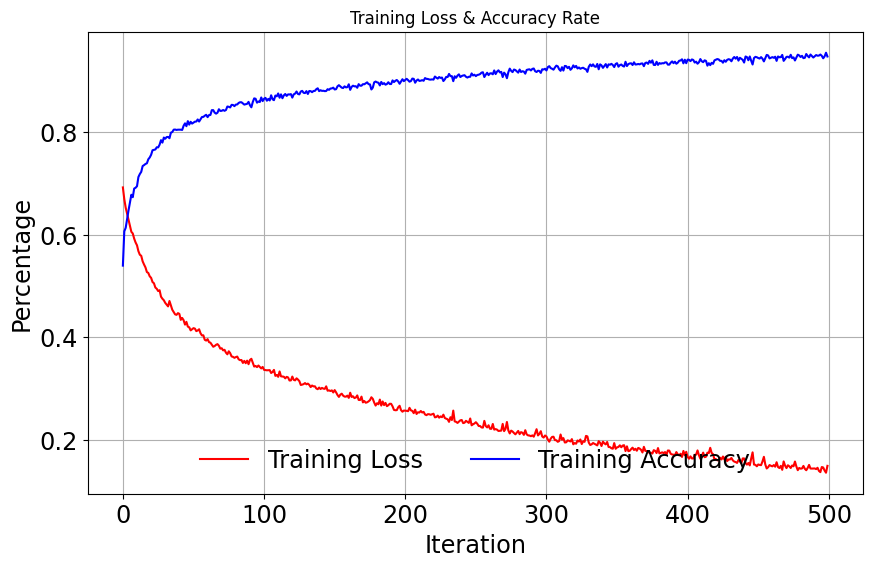 Training Loss & Accuracy Rate
0.8
0.6
0.4
0.2
Percentage
Training Loss
Training Accuracy
0 100 200 300 400 500
Iteration